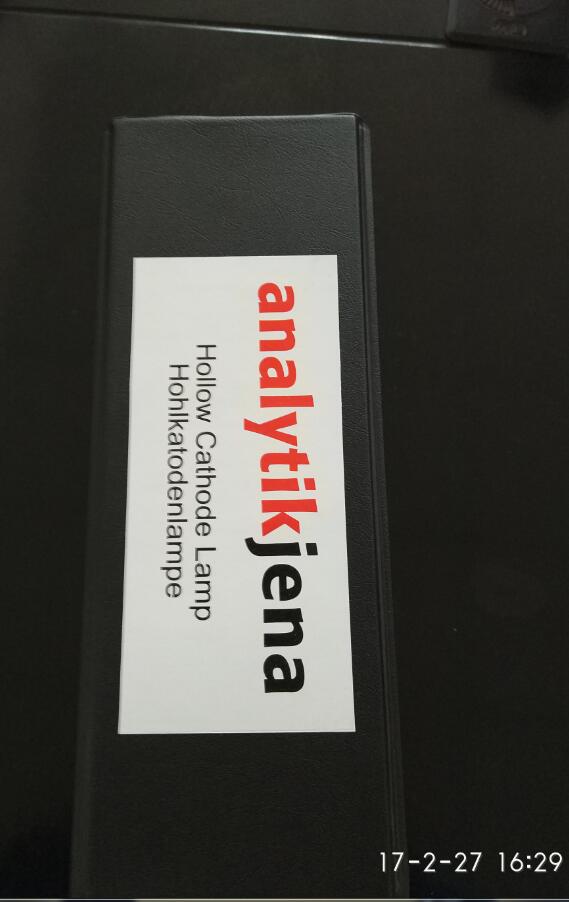 analytikjena
Hollow Cathode Lamp
Hohlkatodenlampe
17-2-27 16:29